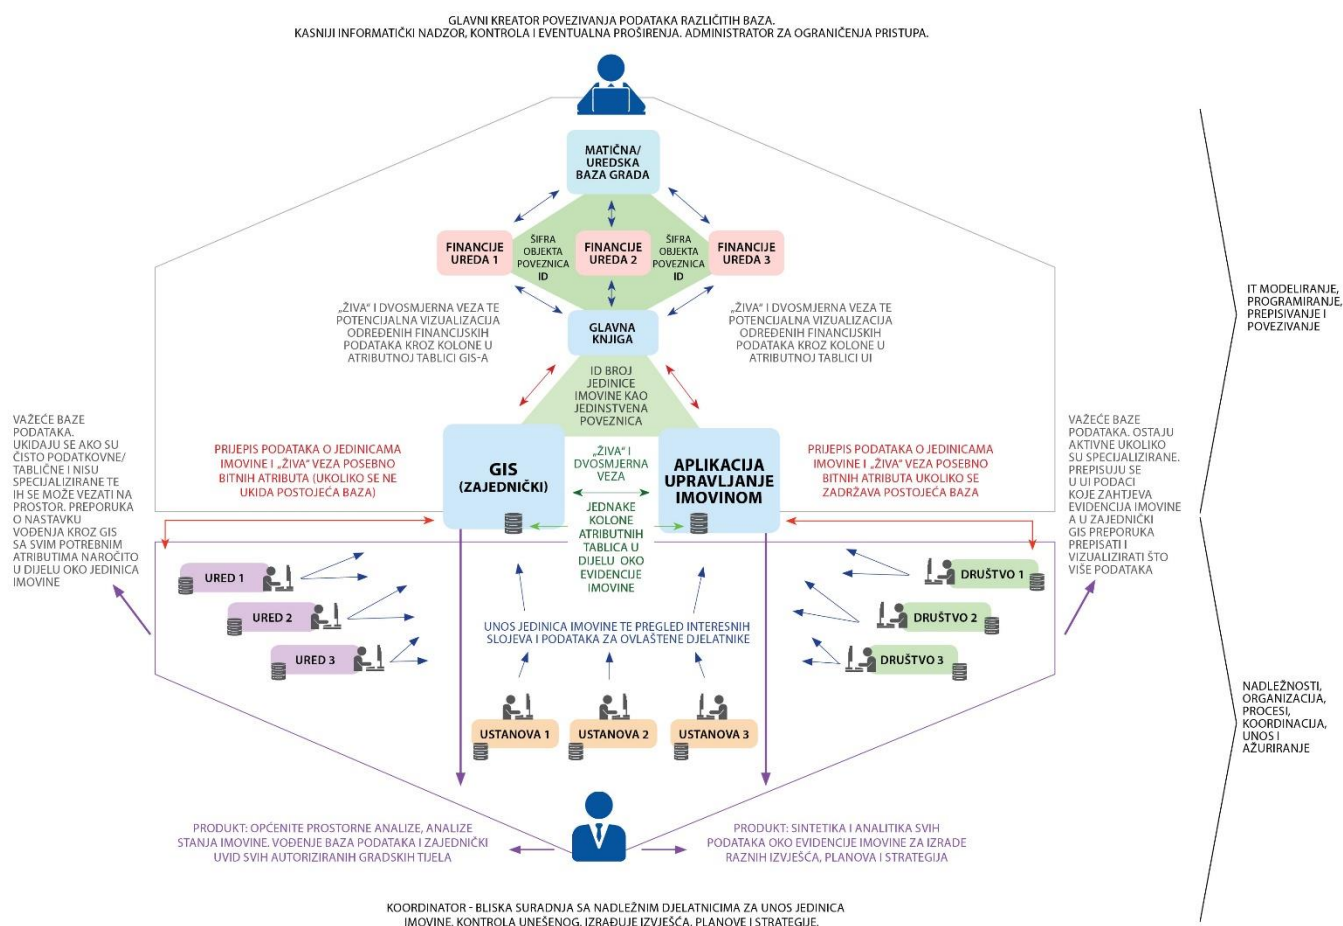 GLAVNI KREATOR POVEZIVANJA PODATAKA RAZLIČITIH BAZA.
KASNIJI INFORMATIČKI NADZOR, KONTROLA I EVENTUALNA PROŠIRENJA. ADMINISTRATOR ZA OGRANIČENJA PRISTUPA.
MATIČNA/
UREDSKA
BAZA GRADA
FINANCIJE
UREDA 1
ŠIFRA
OBJEKTA
POVEZNICA
ID
FINANCIJE
UREDA 2
ŠIFRA
OBJEKTA
POVEZNICA
ID
FINANCIJE
UREDA 3
„ŽIVA" I DVOSMJERNA VEZA TE
POTENCIJALNA VIZUALIZACIJA
ODREĐENIH FINANCIJSKIH
PODATAKA KROZ KOLONE U
ATRIBUTNOJ TABLICI GIS-A
GLAVNA
KNJIGA
„ŽIVA" I DVOSMJERNA VEZA TE
POTENCIJALNA VIZUALIZACIJA
ODREĐENIH FINANCIJSKIH
PODATAKA KROZ KOLONE U
ATRIBUTNOJ TABLICI UI
IT MODELIRANJE,
PROGRAMIRANJE,
PREPISIVANJE I
POVEZIVANJE
ID BROJ
JEDINICE
IMOVINE KAO
JEDINSTVENA
POVEZNICA
VAŽEĆE BAZE
PODATAKA.
UKIDAJU SE AKO SU
ČISTO PODATKOVNE/
TABLIČNE I NISU
SPECIJALIZIRANE TE
IH SE MOŽE VEZATI NA
PROSTOR. PREPORUKA
O NASTAVKU
VOĐENJA KROZ GIS
SA SVIM POTREBNIM
ATRIBUTIMA NAROČITO
U DIJELU OKO JEDINICA
IMOVINE
PRIJEPIS PODATAKA O JEDINICAMA
IMOVINE I „ŽIVA" VEZA POSEBNO
BITNIH ATRIBUTA (UKOLIKO SE NE
UKIDA POSTOJEĆA BAZA)
GIS
(ZAJEDNIČKI)
„ŽIVA" I
DVOSMJERNA
VEZA
JEDNAKE
KOLONE
ATRIBUTNIH
TABLICA U
DIJELU OKO
EVIDENCIJE
IMOVINE
APLIKACIJA
UPRAVLJANJE
IMOVINOM
PRIJEPIS PODATAKA O JEDINICAMA
IMOVINE I „ŽIVA" VEZA POSEBNO
BITNIH ATRIBUTA UKOLIKO SE
ZADRŽAVA POSTOJEĆA BAZA
VAŽEĆE BAZE
PODATAKA. OSTAJU
AKTIVNE UKOLIKO
SU SPECIJALIZIRANE.
PREPISUJU SE
U UI PODACI
KOJE ZAHTJEVA
EVIDENCIJA IMOVINE
A U ZAJEDNIČKI
GIS PREPORUKA
PREPISATI I
VIZUALIZIRATI ŠTO
VIŠE PODATAKA
URED 1
URED 2
URED 3
DRUŠTVO 1
DRUŠTVO 2
DRUŠTVO 3
UNOS JEDINICA IMOVINE TE PREGLED INTERESNIH
SLOJEVA I PODATAKA ZA OVLAŠTENE DJELATNIKE
USTANOVA 1
USTANOVA 2
USTANOVA 3
NADLEŽNOSTI,
ORGANIZACIJA,
PROCESI,
KOORDINACIJA,
UNOS I
AŽURIRANJE
PRODUKT: OPĆENITE PROSTORNE ANALIZE, ANALIZE
STANJA IMOVINE. VOĐENJE BAZA PODATAKA I ZAJEDNIČKI
UVID SVIH AUTORIZIRANIH GRADSKIH TIJELA
PRODUKT: SINTETIKA I ANALITIKA SVIH
PODATAKA OKO EVIDENCIJE IMOVINE ZA IZRADE
RAZNIH IZVJEŠĆA, PLANOVA I STRATEGIJA
KOORDINATOR - BLISKA SURADNJA SA NADLEŽNIM DJELATNICIMA ZA UNOS JEDINICA
IMOVINE. KONTROLA UNEŠENOG. IZRAĐUJE IZVJEŠĆA, PLANOVE I STRATEGIJE.